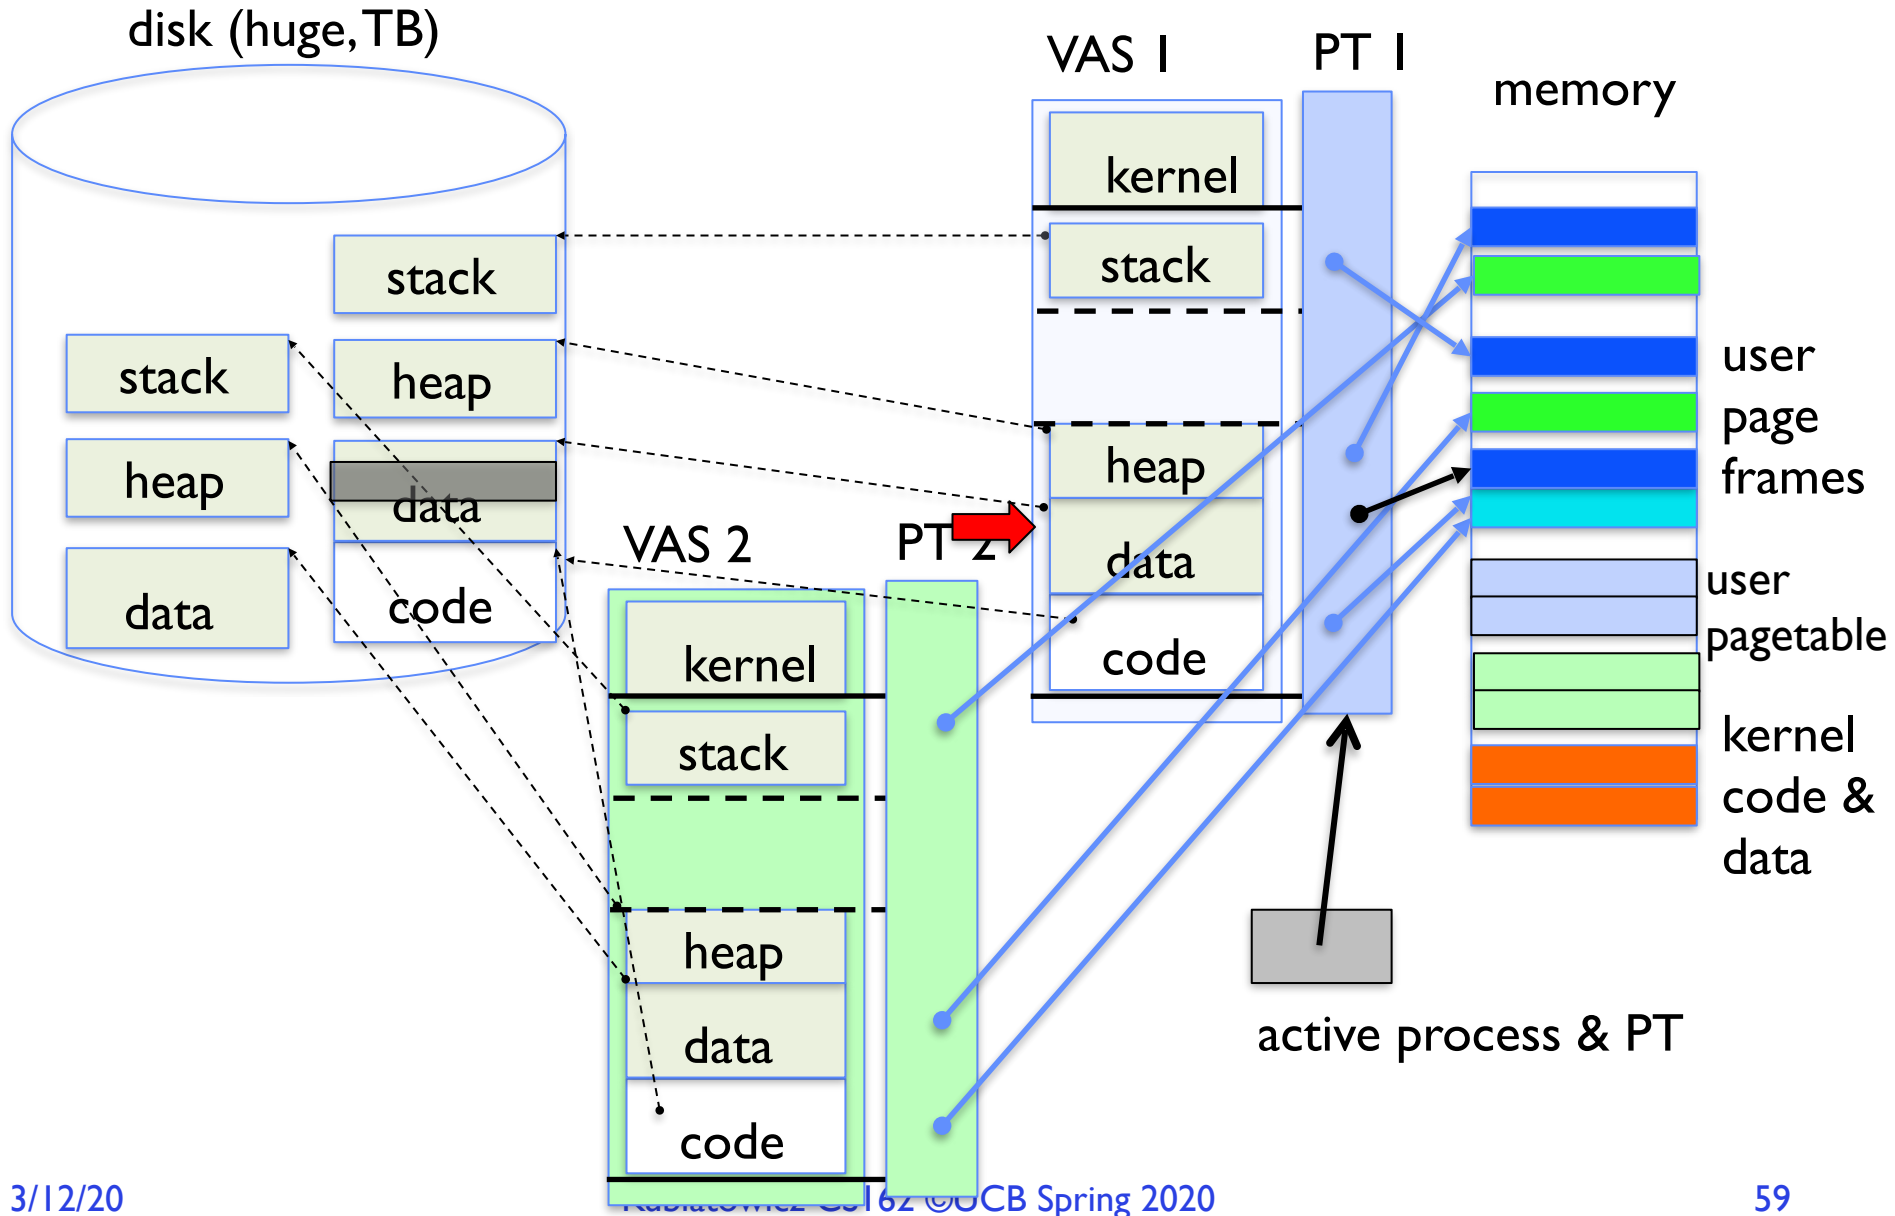 disk (huge, TB)
VAS 1
PT 1
memory
kernel
stack
heap
data
code
stack
heap
data
code
stack
heap
data
VAS 2
PT 2
kernel
stack
heap
data
code
user
page
frames
user
pagetable
kernel
code &
data
active process & PT
3/12/20
Kubiatowicz CS162 ©UCB Spring 2020
59